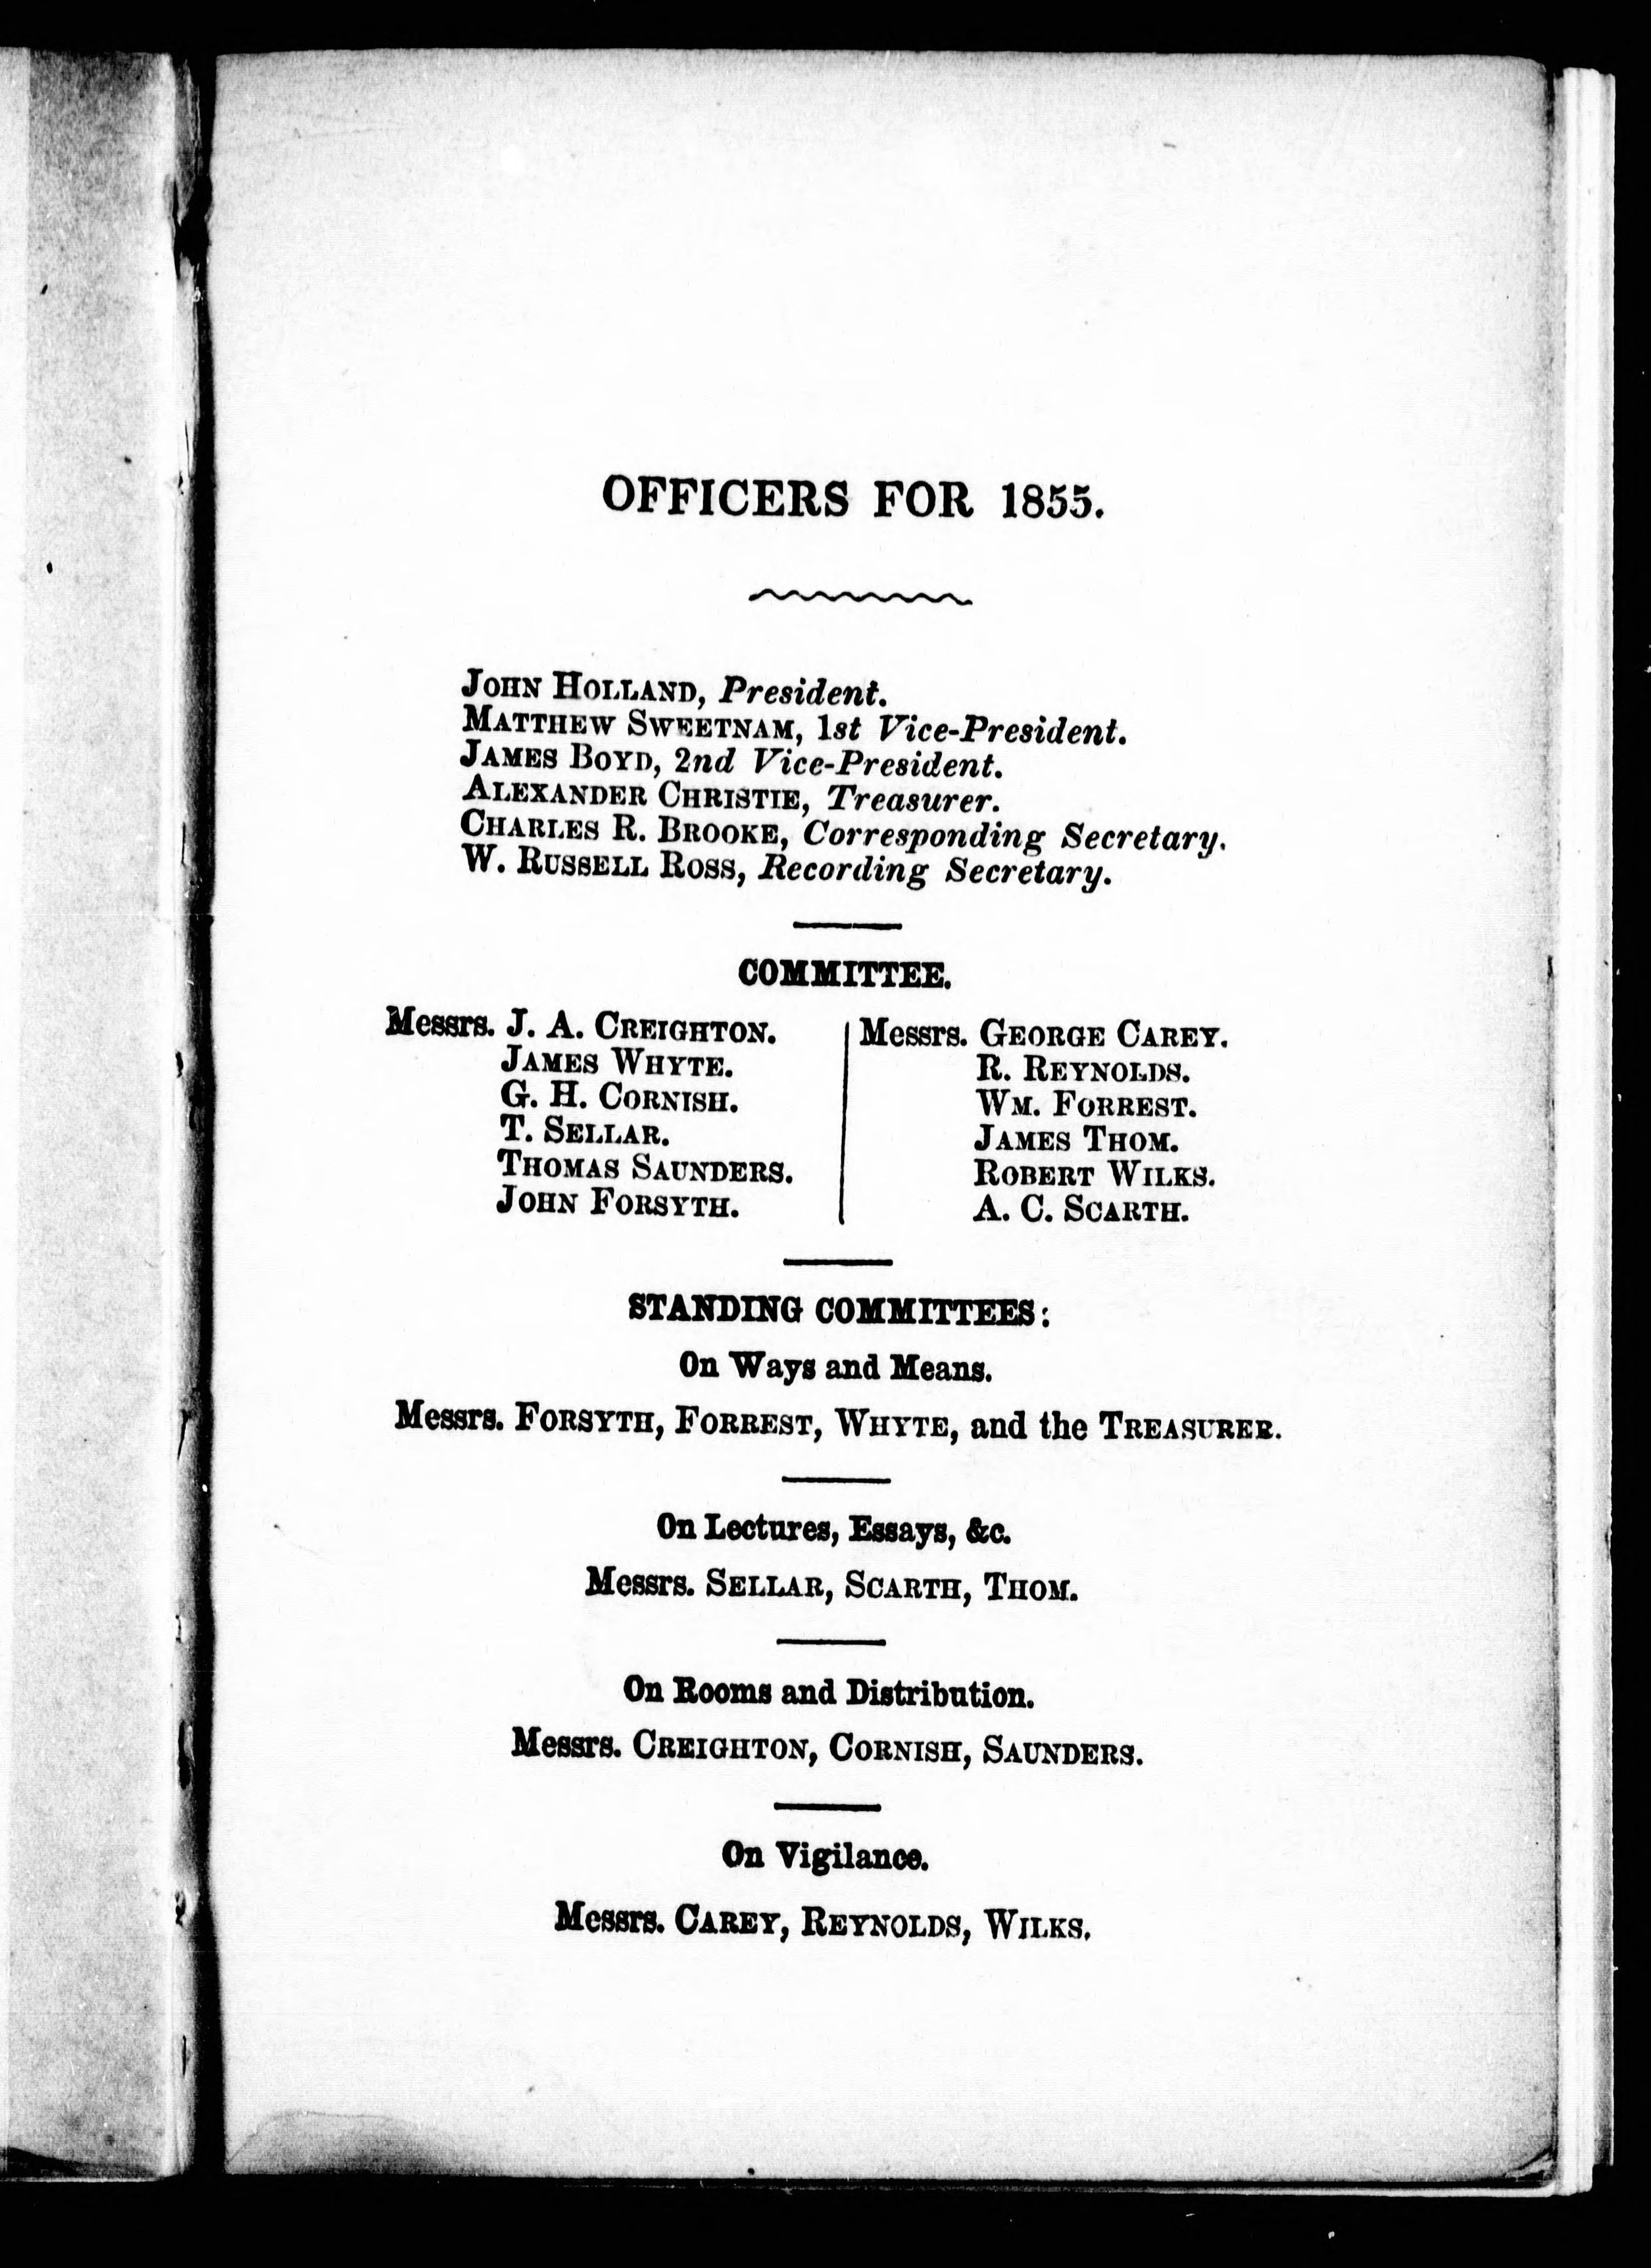 OFFICERS FOR 1855.
JOHN HOLLAND, President.
MATTHEW SWEETNAM, 1st Vice-President.
JAMES BOYD, 2nd Vice-President.
ALEXANDER CHRISTIE, Treasurer.
CHARLES R. BROOKE, Corresponding Secretary.
W. RUSSELL ROSS, Recording Secretary.
COMMITTEE.
Messrs. J. A. CREIGHTON.
JAMES WHYTE.
G. H. CORNISH.
T. SELLAR.
THOMAS SAUNDERS.
JOHN FORSYTH.
Messrs. GEORGE CAREY.
R. REYNOLDS.
WM. FORREST.
JAMES THOM.
ROBERT WILKS.
A. C. SCARTH.
STANDING COMMITTEES:
On Ways and Means.
Messrs. FORSYTH, FORREST, WHYTE, and the TREASURER.
On Lectures, Essays, &c.
Messrs. SELLAR, SCARTH, THOM.
On Rooms and Distribution.
Messrs. CREIGHTON, CORNISH, SAUNDERS.
On Vigilance.
Messrs. CAREY, REYNOLDS, WILKS.